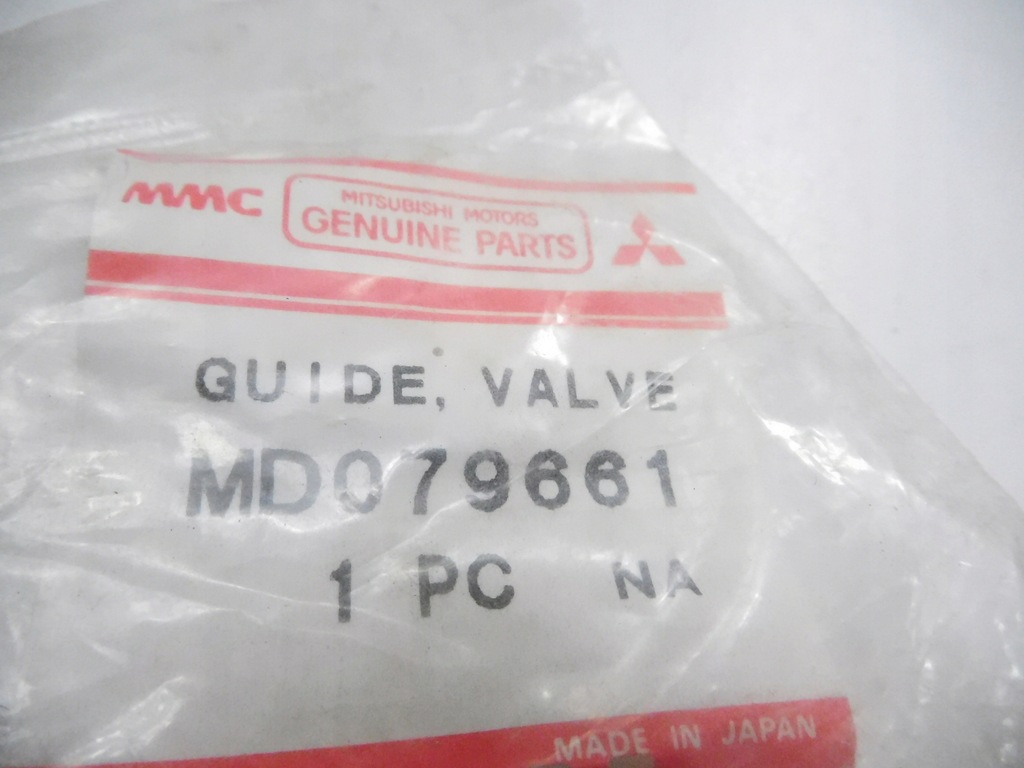 MMC
MITSUBISHI MOTORS
GENUINE PARTS
GUIDE, VALVE
MD079661
1 PC NA
MADE IN JAPAN